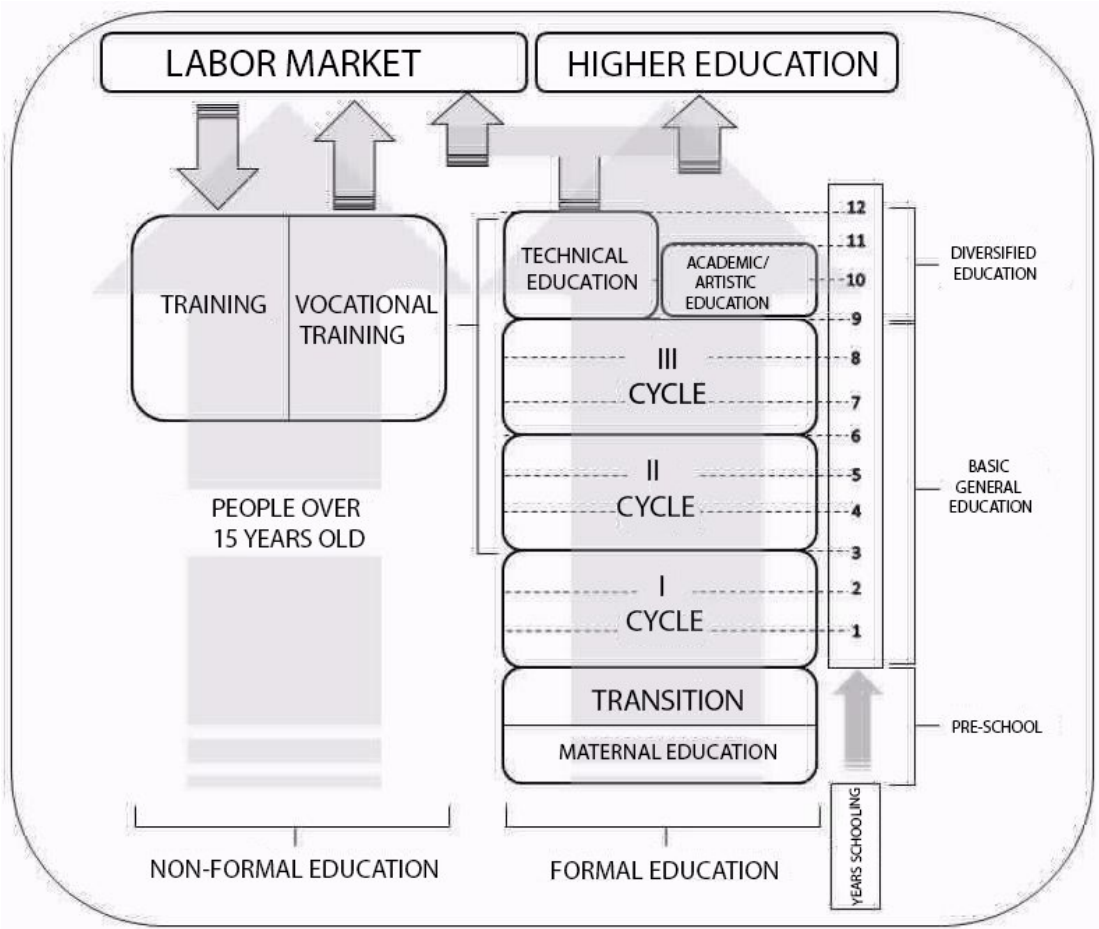 LABOR MARKET
HIGHER EDUCATION
TRAINING
VOCATIONAL
TRAINING
PEOPLE OVER
15 YEARS OLD
NON-FORMAL EDUCATION
TECHNICAL
EDUCATION
ACADEMIC/
ARTISTIC
EDUCATION
III
CYCLE
II
CYCLE
I
CYCLE
TRANSITION
MATERNAL EDUCATION
FORMAL EDUCATION
12
11
10
9
8
7
6
5
4
3
2
1
YEARS SCHOOLING
DIVERSIFIED
EDUCATION
BASIC
GENERAL
EDUCATION
PRE-SCHOOL